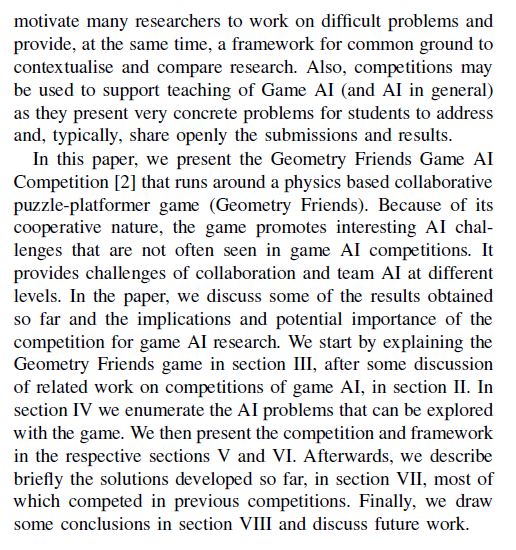 motivate many researchers to work on difficult problems and
provide, at the same time, a framework for common ground to
contextualise and compare research. Also, competitions may
be used to support teaching of Game AI (and AI in general)
as they present very concrete problems for students to address
and, typically, share openly the submissions and results.
In this paper, we present the Geometry Friends Game AI
Competition [2] that runs around a physics based collaborative
puzzle-platformer game (Geometry Friends). Because of its
cooperative nature, the game promotes interesting AI chal-
lenges that are not often seen in game AI competitions. It
provides challenges of collaboration and team AI at different
levels. In the paper, we discuss some of the results obtained
so far and the implications and potential importance of the
competition for game AI research. We start by explaining the
Geometry Friends game in section III, after some discussion
of related work on competitions of game AI, in section II. In
section IV we enumerate the AI problems that can be explored
with the game. We then present the competition and framework
in the respective sections V and VI. Afterwards, we describe
briefly the solutions developed so far, in section VII, most of
which competed in previous competitions. Finally, we draw
some conclusions in section VIII and discuss future work.